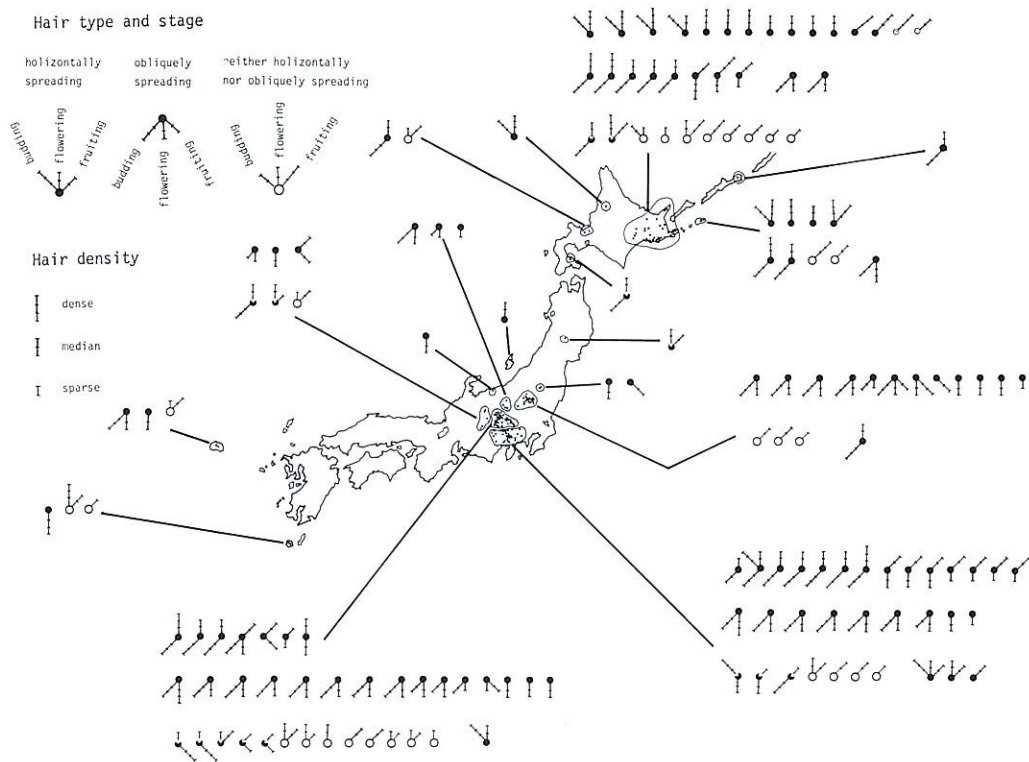 Hair type and stage
holizontally
spreading
obliquely
spreading
neither horizontally
nor obliquely spreading
budding
flowering
fruiting
budding
flowering
fruiting
budding
flowering
fruiting
Hair density
dense
median
sparse